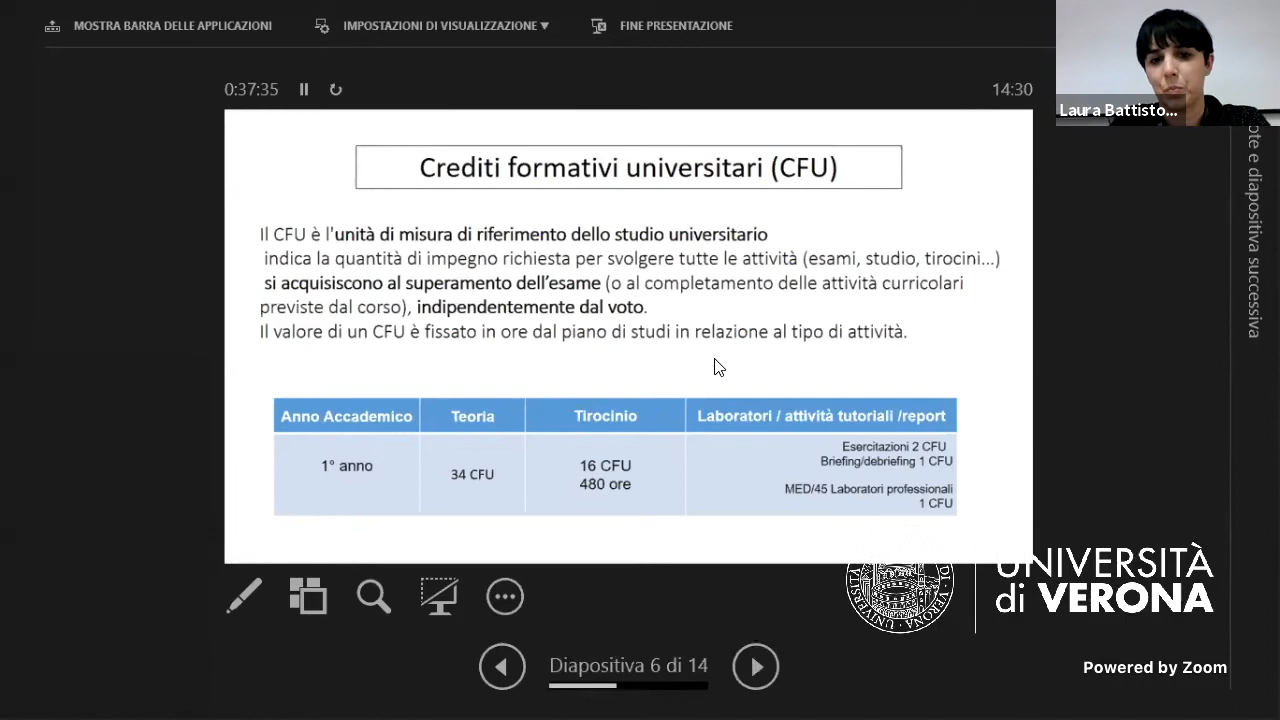 MOSTRA BARRA DELLE APPLICAZIONI
IMPOSTAZIONI DI VISUALIZZAZIONE ▼
FINE PRESENTAZIONE
Laura Battisto...
0:37:35
14:30
Crediti formativi universitari (CFU)
Il CFU è l'unità di misura di riferimento dello studio universitario
indica la quantità di impegno richiesta per svolgere tutte le attività (esami, studio, tirocini...)
si acquisiscono al superamento dell'esame (o al completamento delle attività curricolari
previste dal corso), indipendentemente dal voto.
Il valore di un CFU è fissato in ore dal piano di studi in relazione al tipo di attività.
Anno Accademico
Teoria
Tirocinio
Laboratori / attività tutoriali /report
1° anno
34 CFU
16 CFU
480 ore
Esercitazioni 2 CFU
Briefing/debriefing 1 CFU
MED/45 Laboratori professionali
1 CFU
e diapositiva successiva
UNIVERSITÀ
di VERONA
Diapositiva 6 di 14
Powered by Zoom